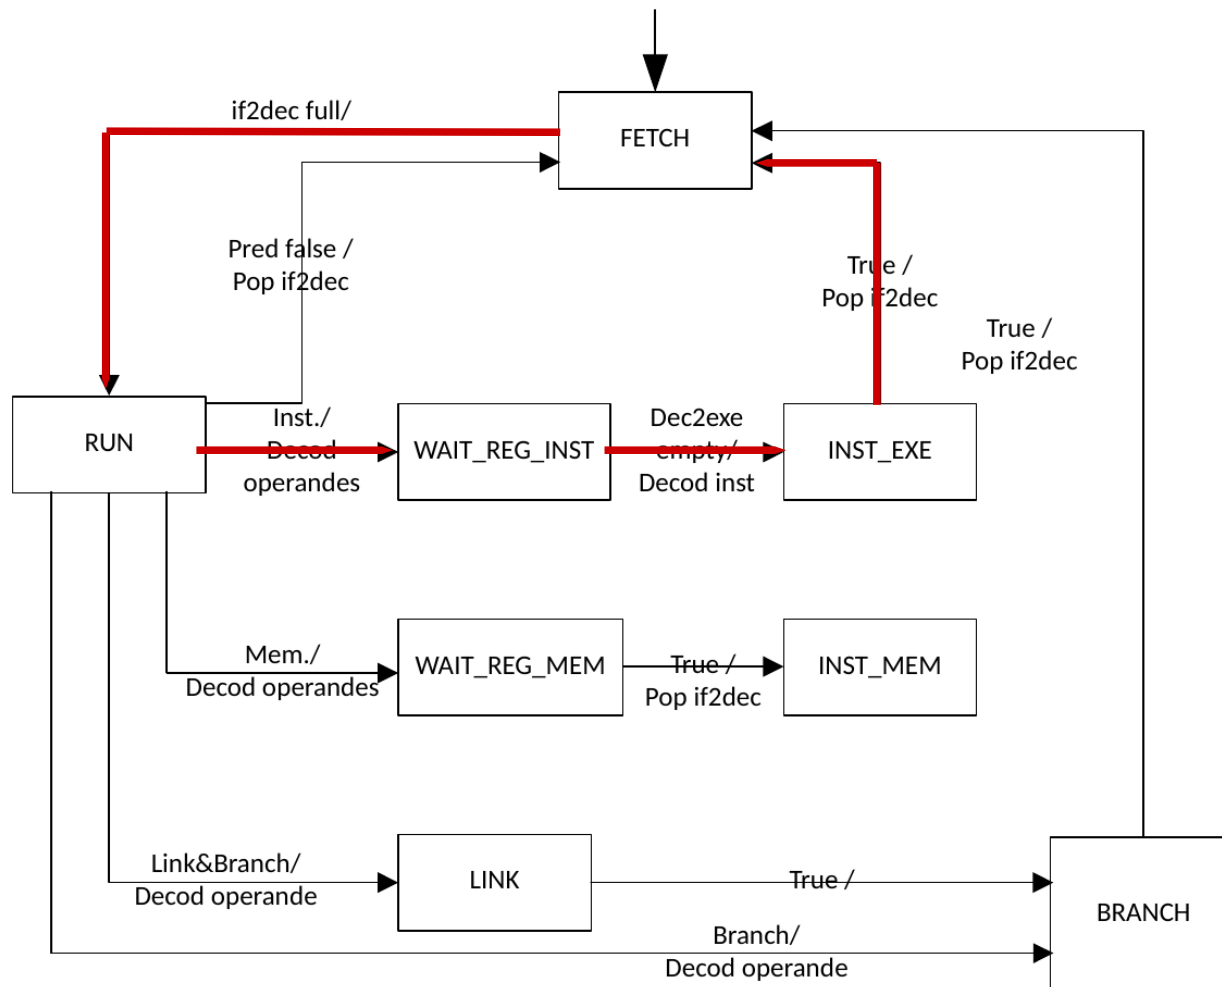 if2dec full/
FETCH
Pred false /
Pop if2dec
True /
Pop if2dec
True /
Pop if2dec
RUN
Inst./
Decod
operandes
WAIT_REG_INST
Dec2exe
empty/
Decod inst
INST_EXE
Mem./
Decod operandes
WAIT_REG_MEM
True /
Pop if2dec
INST_MEM
Link&Branch/
Decod operande
LINK
True /
BRANCH
Branch/
Decod operande